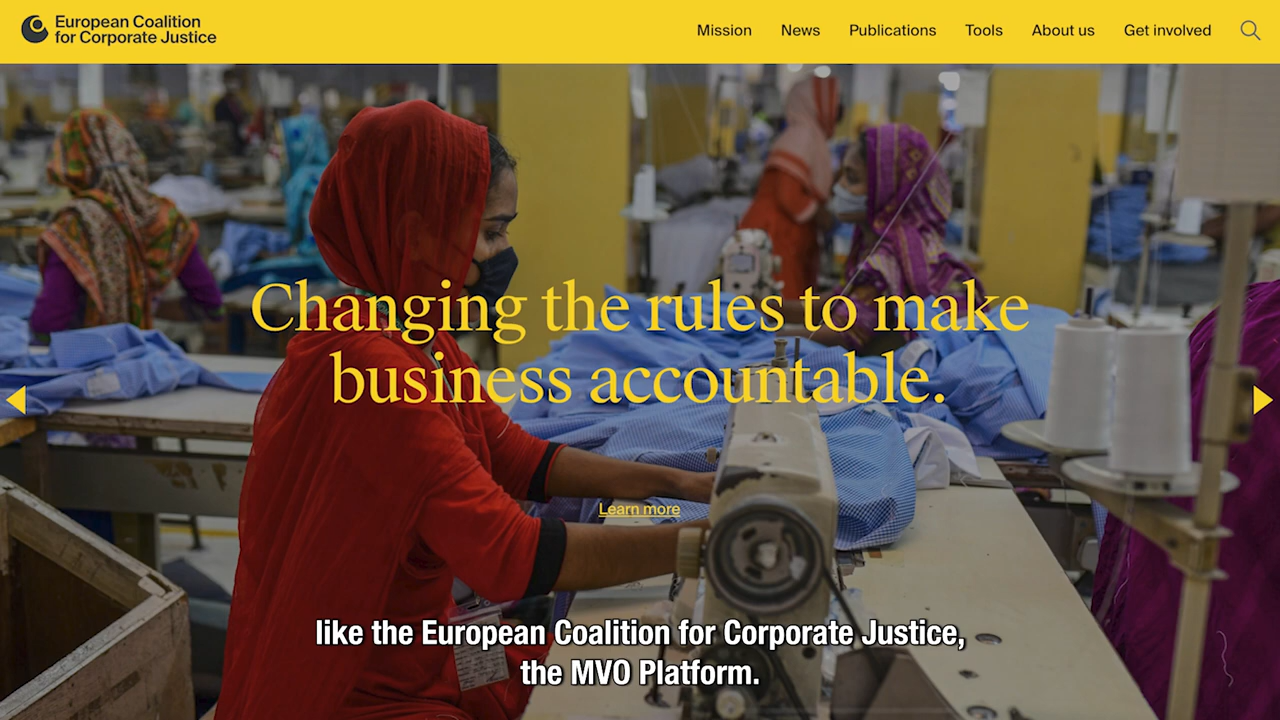 European Coalition
for Corporate Justice
Mission
News
Publications
Tools
About us
Get involved
Changing the rules to make
business accountable.
Learn more
like the European Coalition for Corporate Justice,
the MVO Platform.